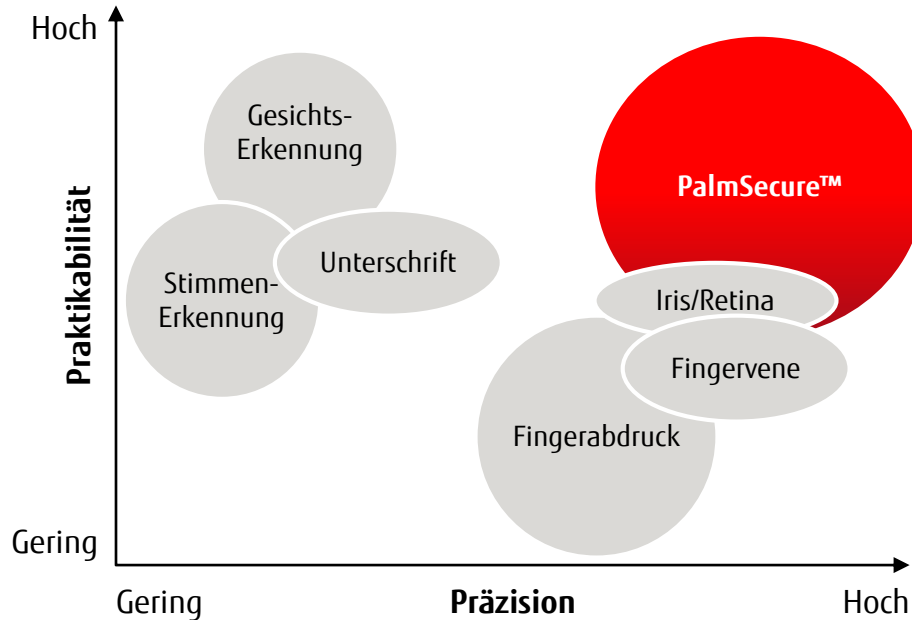 Hoch
Gesichts-
Erkennung
PalmSecure™
Praktikabilität
Unterschrift
Stimmen-
Erkennung
Iris/Retina
Fingervene
Fingerabdruck
Gering
Gering
Präzision
Hoch